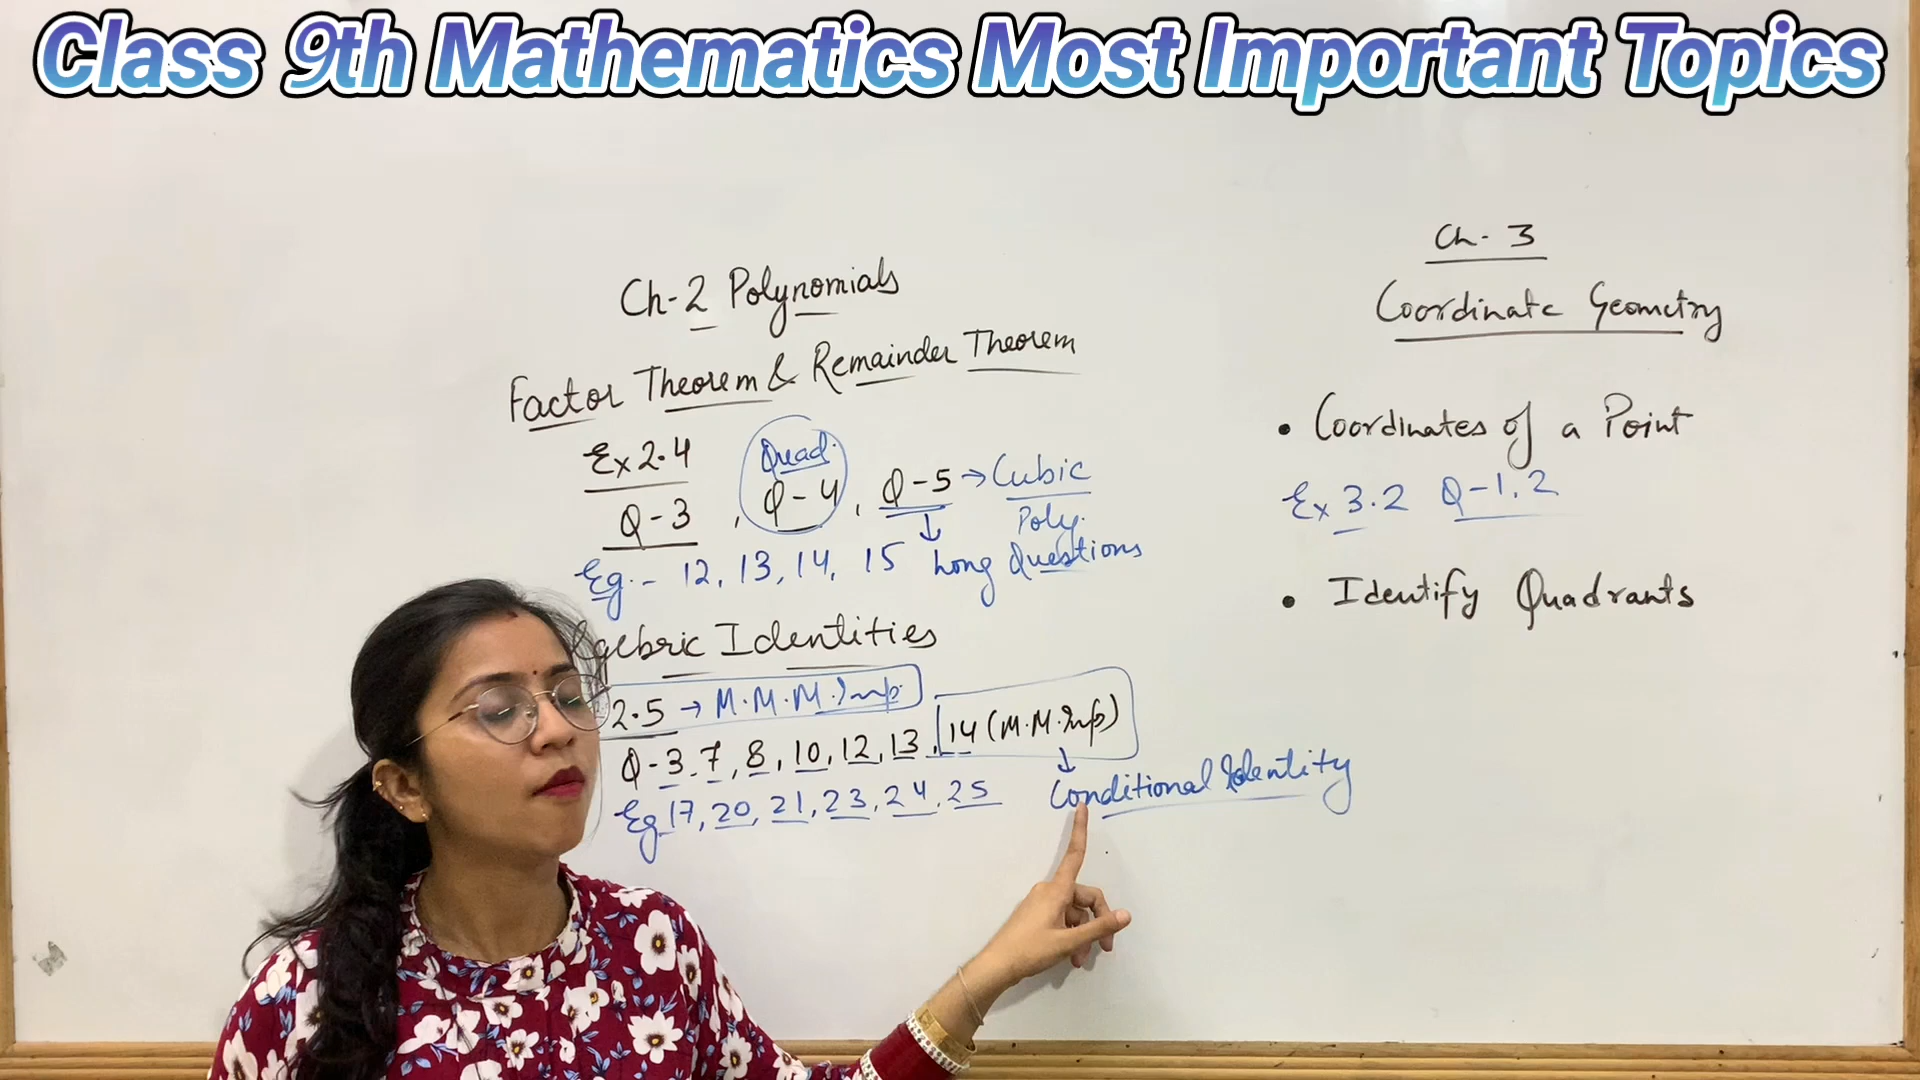 Class 9th Mathematics Most Important Topics
Ch-2 Polynomials
Factor Theorem & Remainder Theorem
Ex 2.4
Quad.
Q-3, Q-4, Q-5 → Cubic
Poly.
Eg.- 12, 13, 14, 15 Long Questions
gebric Identities
2.5 → M.M.M.Imp.
Q-3, 7, 8, 10, 12, 13, 14 (M.M.Imp)
Eg 17, 20, 21, 23, 24, 25 Conditional Identity
Ch-3
Coordinate Geometry
• Coordinates of a Point
Ex 3.2 Q-1, 2
• Identify Quadrants